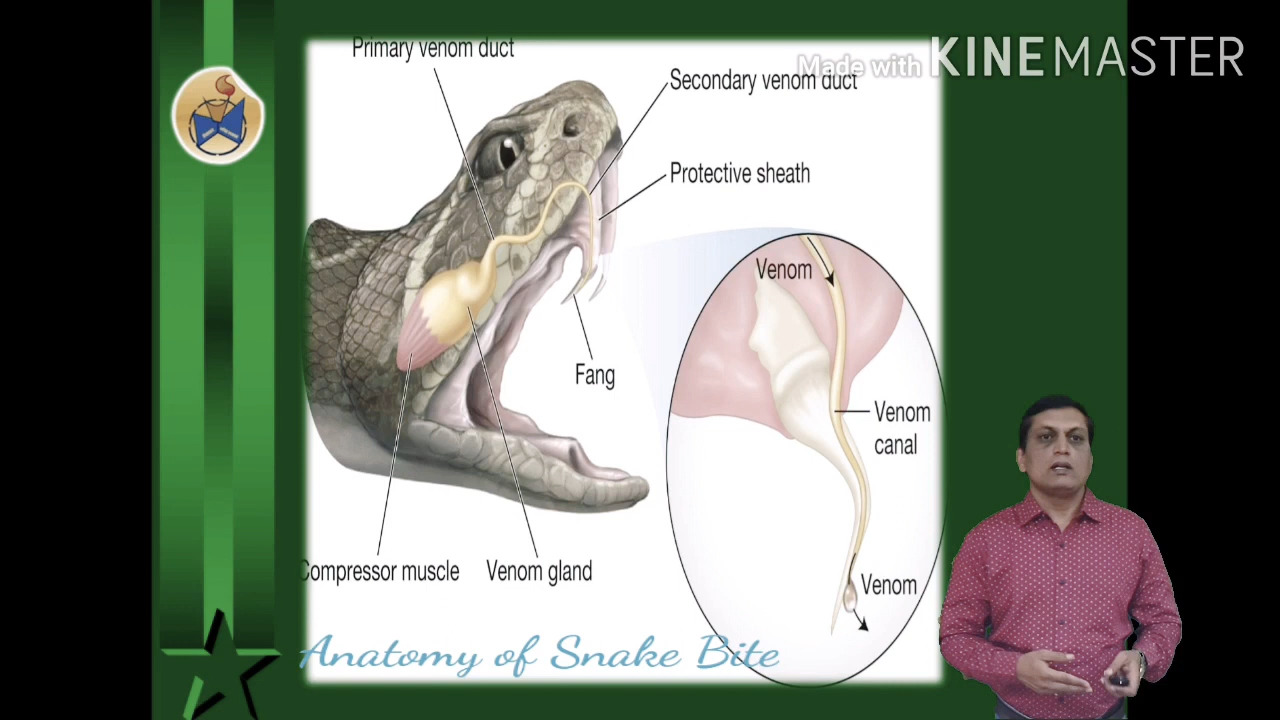 Primary venom duct
Made with KINEMASTER
Secondary venom duct
Protective sheath
Venom
Fang
Venom
canal
Compressor muscle
Venom gland
Venom
Anatomy of Snake Bite